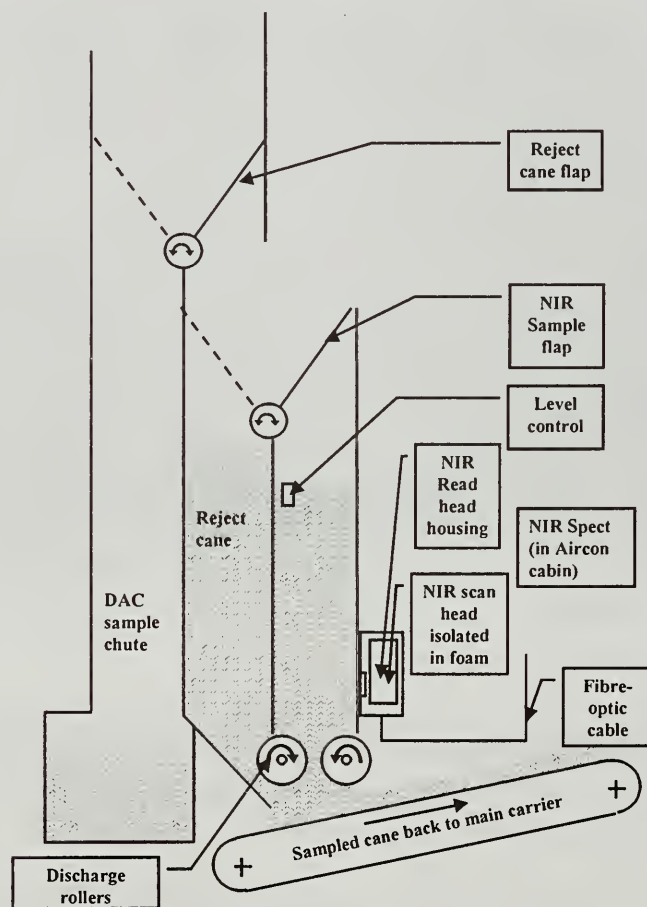 Reject
cane flap
NIR
Sample
flap
Level
control
NIR
Read
head
housing
NIR Spect
(in Aircon
cabin)
Reject
cane
NIR scan
head
isolated
in foam
DAC
sample
chute
Fibre-
optic
cable
Sampled cane back to main carrier
Discharge
rollers